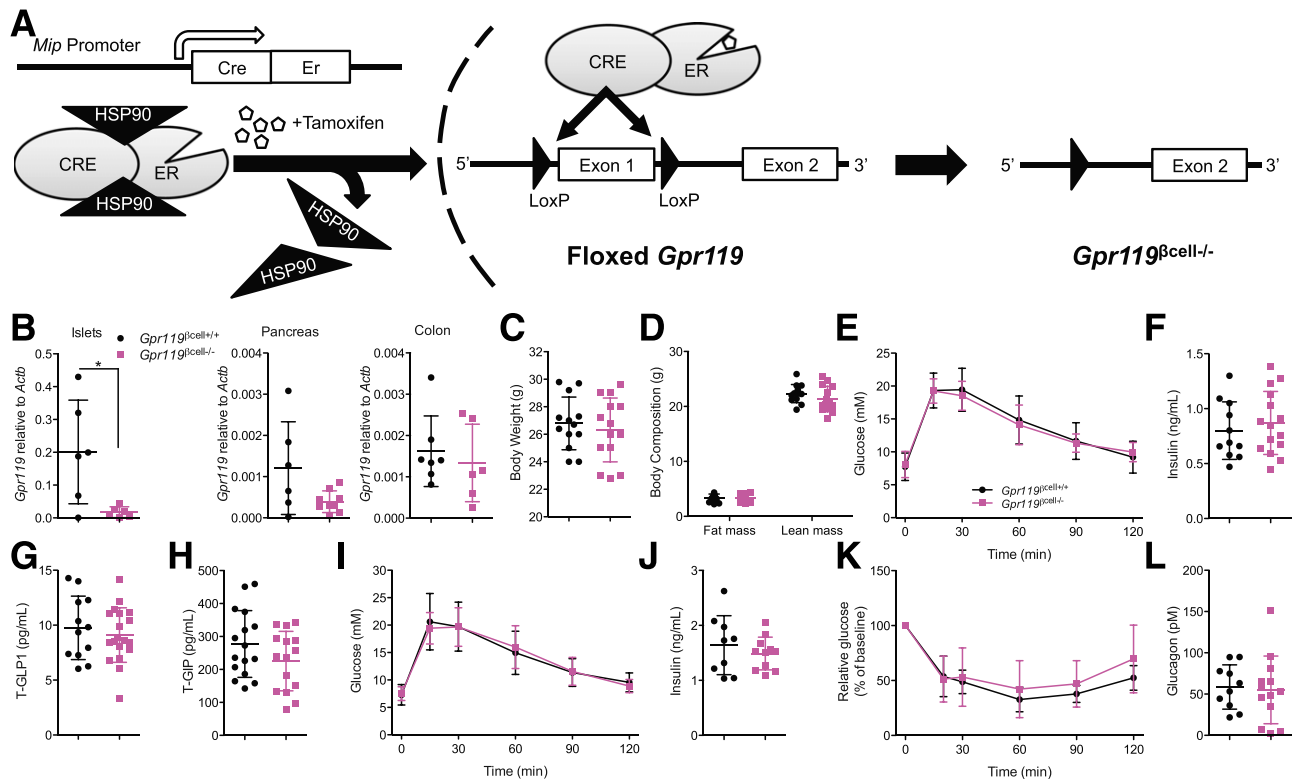 A
Mip Promoter
Cre
Er
HSP90
CRE
ER
HSP90
+Tamoxifen
HSP90
HSP90
CRE
ER
5’
Exon 1
Exon 2
3’
LoxP
LoxP
Floxed Gpr119
5’
Exon 2
3’
Gpr119βcell-/-
B
Islets
Gpr119βcell+/+
Gpr119βcell-/-
*
Gpr119 relative to Actb
0.5
0.4
0.3
0.2
0.1
0.0
Pancreas
Gpr119 relative to Actb
0.004
0.003
0.002
0.001
0.000
Colon
Gpr119 relative to Actb
0.004
0.003
0.002
0.001
0.000
C
Body Weight (g)
32
30
28
26
24
22
20
D
Body Composition (g)
30
20
10
0
Fat mass
Lean mass
E
Glucose (mM)
25
20
15
10
5
0
Gpr119βcell+/+
Gpr119βcell-/-
0
30
60
90
120
Time (min)
F
Insulin (ng/mL)
1.5
1.0
0.5
0.0
G
T-GLP1 (pg/mL)
15
10
5
0
H
T-GIP (pg/mL)
500
400
300
200
100
0
I
Glucose (mM)
30
25
20
15
10
5
0
0
30
60
90
120
Time (min)
J
Insulin (ng/mL)
3
2
1
0
K
Relative glucose
(% of baseline)
150
100
50
0
0
30
60
90
120
Time (min)
L
Glucagon (pM)
200
150
100
50
0